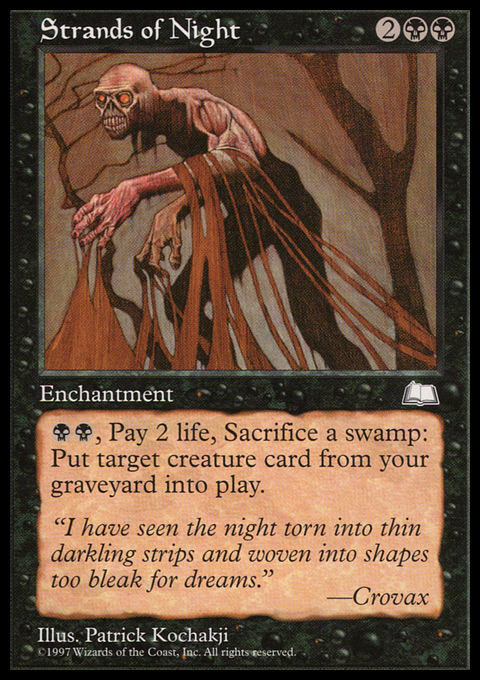 Strands of Night 2
Enchantment
, Pay 2 life, Sacrifice a swamp:
Put target creature card from your
graveyard into play.
“I have seen the night torn into thin
darkling strips and woven into shapes
too bleak for dreams.”
—Crovax
Illus. Patrick Kochakji
©1997 Wizards of the Coast, Inc. All rights reserved.